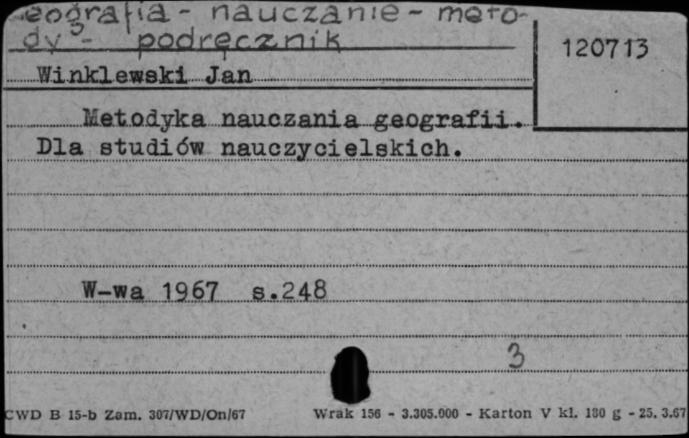 Geografia - nauczanie - meto-
dy - podręcznik
120713
Winklewski Jan
Metodyka nauczania geografii.
Dla studiów nauczycielskich.
W-wa 1967 s.248
3
CWD B 15-b Zam. 307/WD/On/67 Wrak 156 - 3.305.000 - Karton V kl. 180 g - 25. 3.67